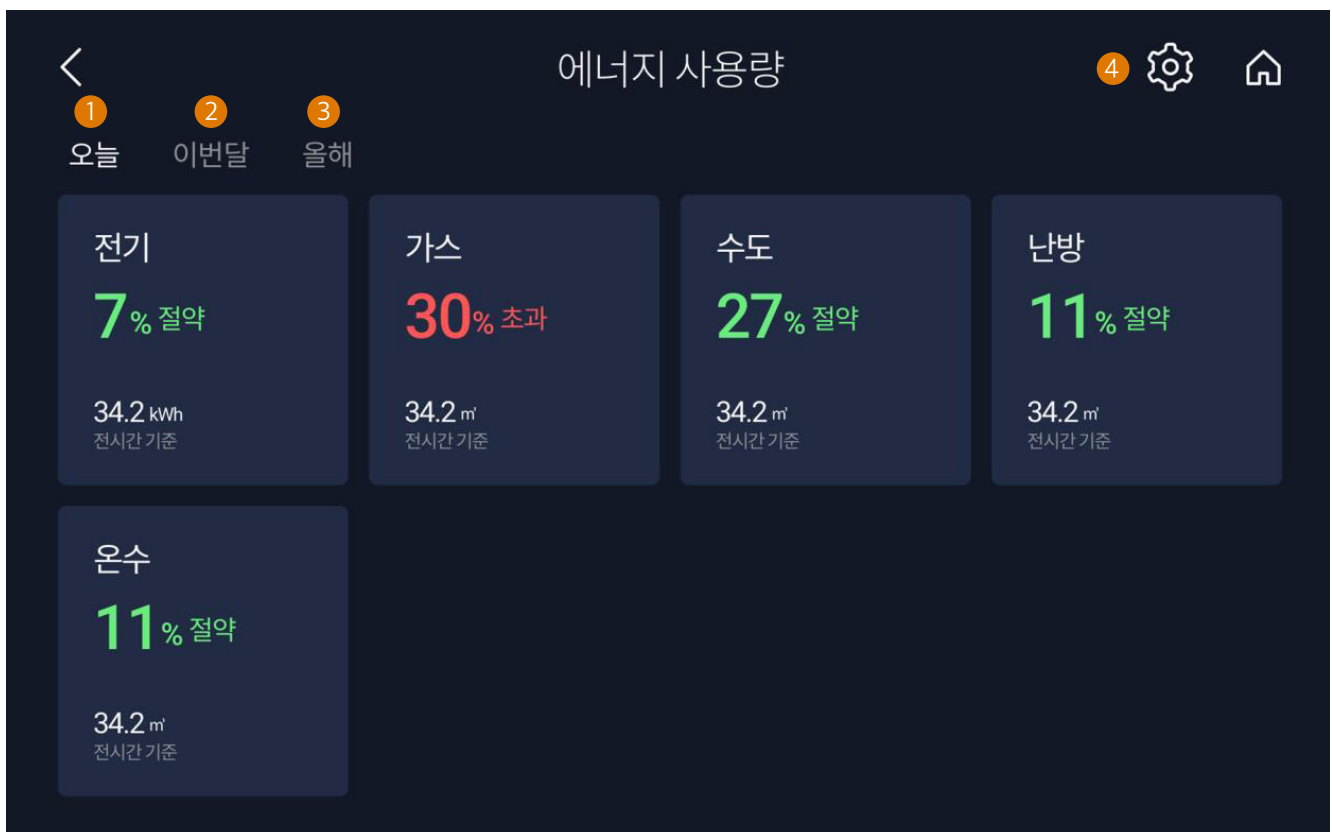 에너지 사용량
4
1 2 3
오늘 이번달 올해
전기 가스 수도 난방
7% 절약 30% 초과 27% 절약 11% 절약
34.2 kWh 34.2 ㎥ 34.2 ㎥ 34.2 ㎥
전시간 기준 전시간 기준 전시간 기준 전시간 기준
온수
11% 절약
34.2 ㎥
전시간 기준